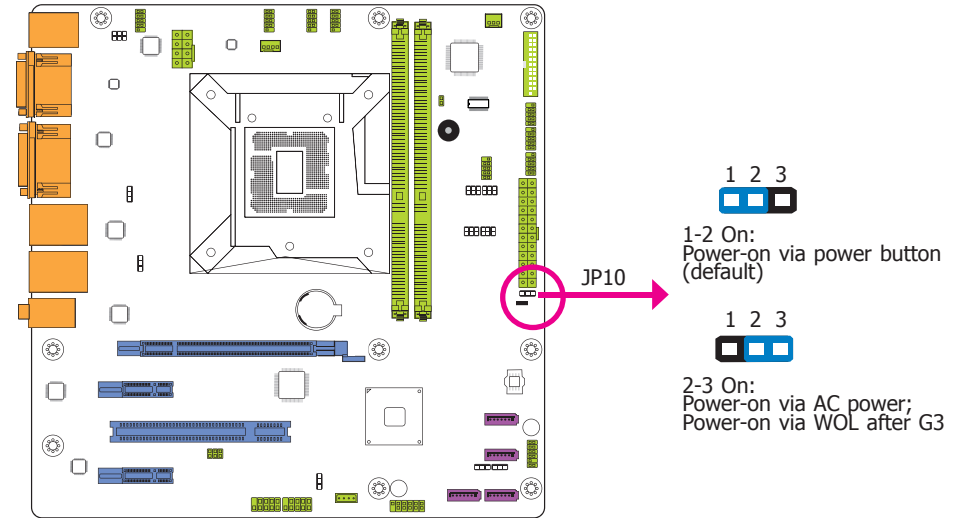 JP10
1 2 3
1-2 On:
Power-on via power button
(default)
1 2 3
2-3 On:
Power-on via AC power;
Power-on via WOL after G3